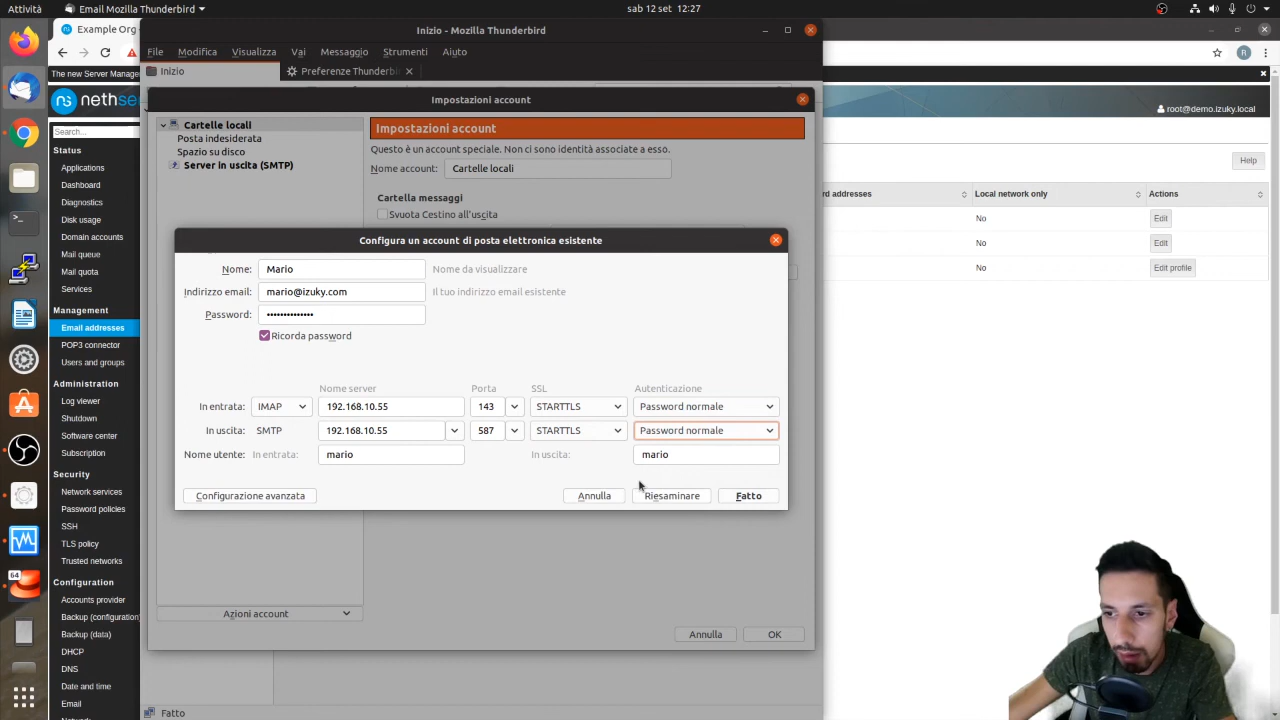 Attività
Email Mozilla Thunderbird
sab 12 set 12:27
Example Org
Inizio - Mozilla Thunderbird
File Modifica Visualizza Vai Messaggio Strumenti Aiuto
Inizio
Preferenze Thunderbi
R
The new Server Manage
nethse
root@demo.izuky.local
Search...
Help
Status
Applications
Dashboard
Diagnostics
Disk usage
Domain accounts
Mail queue
Mail quota
Services
Management
Email addresses
POP3 connector
Users and groups
Administration
Log viewer
Shutdown
Software center
Subscription
Security
Network services
Password policies
SSH
TLS policy
Trusted networks
Configuration
Accounts provider
Backup (configuration)
Backup (data)
DHCP
DNS
Date and time
Email
Impostazioni account
Cartelle locali
Posta indesiderata
Spazio su disco
Server in uscita (SMTP)
Impostazioni account
Questo è un account speciale. Non ci sono identità associate a esso.
Nome account: Cartelle locali
Cartella messaggi
Svuota Cestino all'uscita
Configura un account di posta elettronica esistente
Nome: Mario Nome da visualizzare
Indirizzo email: mario@izuky.com Il tuo indirizzo email esistente
Password: ••••••••••••••
Ricorda password
Nome server Porta SSL Autenticazione
In entrata: IMAP 192.168.10.55 143 STARTTLS Password normale
In uscita: SMTP 192.168.10.55 587 STARTTLS Password normale
Nome utente: In entrata: mario In uscita: mario
Configurazione avanzata Annulla Riesaminare Fatto
Azioni account
Annulla OK
Fatto
rd addresses Local network only Actions
No Edit
No Edit
No Edit profile
64